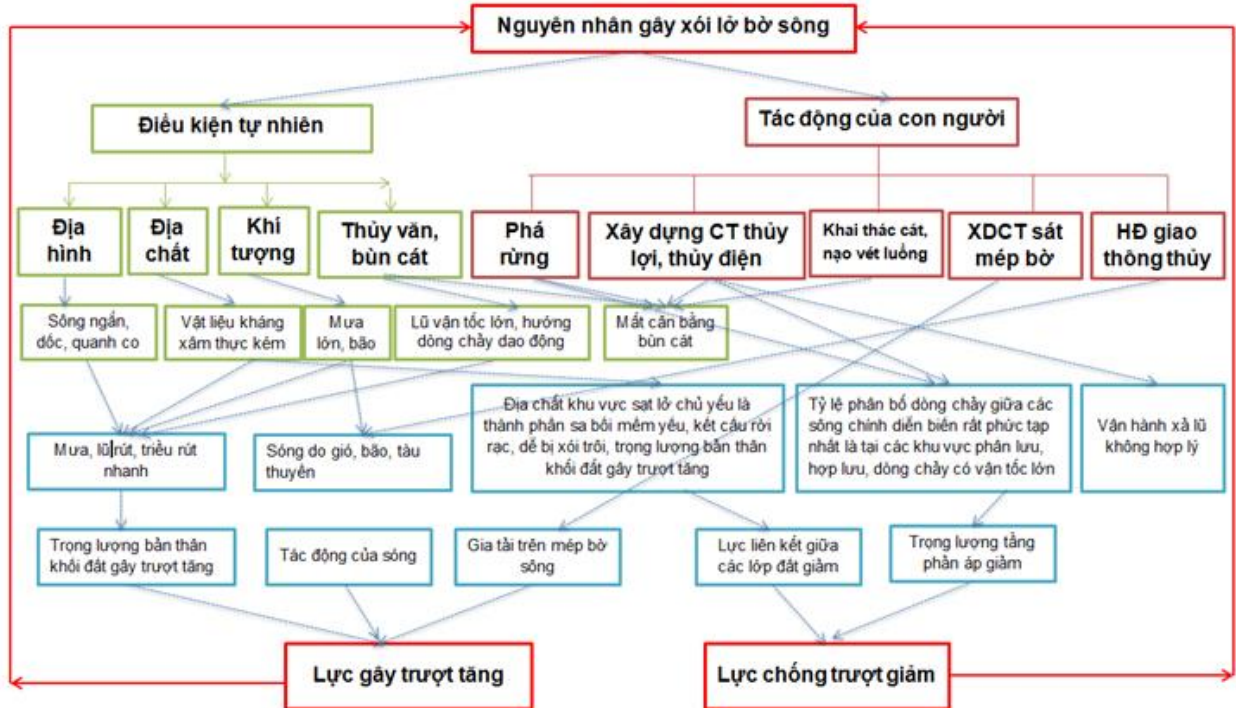 Nguyên nhân gây xói lở bờ sông
Điều kiện tự nhiên
Tác động của con người
Địa
hình
Địa
chất
Khí
tượng
Thủy văn,
bùn cát
Phá
rừng
Xây dựng CT thủy
lợi, thủy điện
Khai thác cát,
nạo vét luồng
XDCT sát
mép bờ
HĐ giao
thông thủy
Sông ngắn,
dốc, quanh co
Vật liệu kháng
xâm thực kém
Mưa
lớn, bão
Lũ vận tốc lớn, hướng
dòng chảy dao động
Mất cân bằng
bùn cát
Mưa, lũ rút, triều rút
nhanh
Sóng do gió, bão, tàu
thuyền
Địa chất khu vực sạt lở chủ yếu là
thành phần sa bồi mềm yếu, kết cấu rời
rạc, dễ bị xói trôi, trọng lượng bản thân
khối đất gây trượt tăng
Tỷ lệ phân bố dòng chảy giữa các
sông chính diễn biến rất phức tạp
nhất là tại các khu vực phân lưu,
hợp lưu, dòng chảy có vận tốc lớn
Vận hành xả lũ
không hợp lý
Trọng lượng bản thân
khối đất gây trượt tăng
Tác động của sóng
Gia tải trên mép bờ
sông
Lực liên kết giữa
các lớp đất giảm
Trọng lượng tầng
phản áp giảm
Lực gây trượt tăng
Lực chống trượt giảm